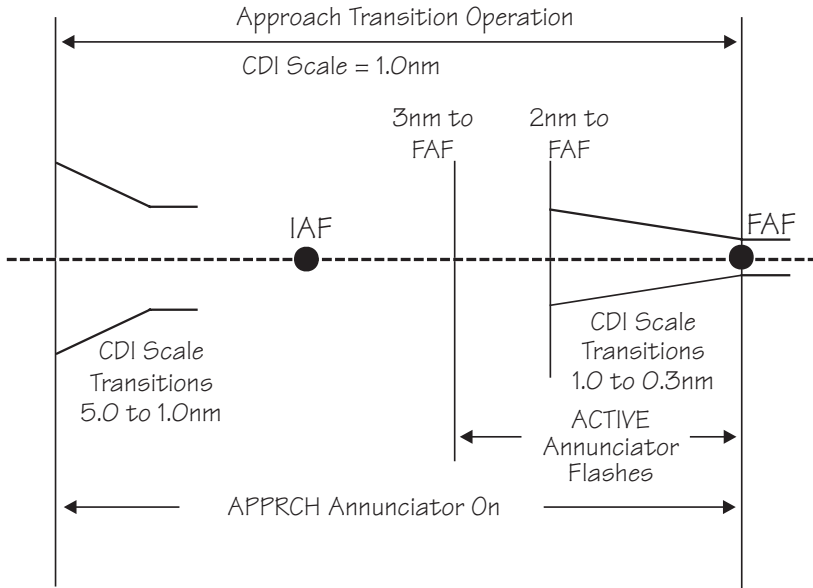 Approach Transition Operation
CDI Scale = 1.0nm
3nm to
FAF
2nm to
FAF
IAF
FAF
CDI Scale
Transitions
5.0 to 1.0nm
CDI Scale
Transitions
1.0 to 0.3nm
ACTIVE
Annunciator
Flashes
APPRCH Annunciator On